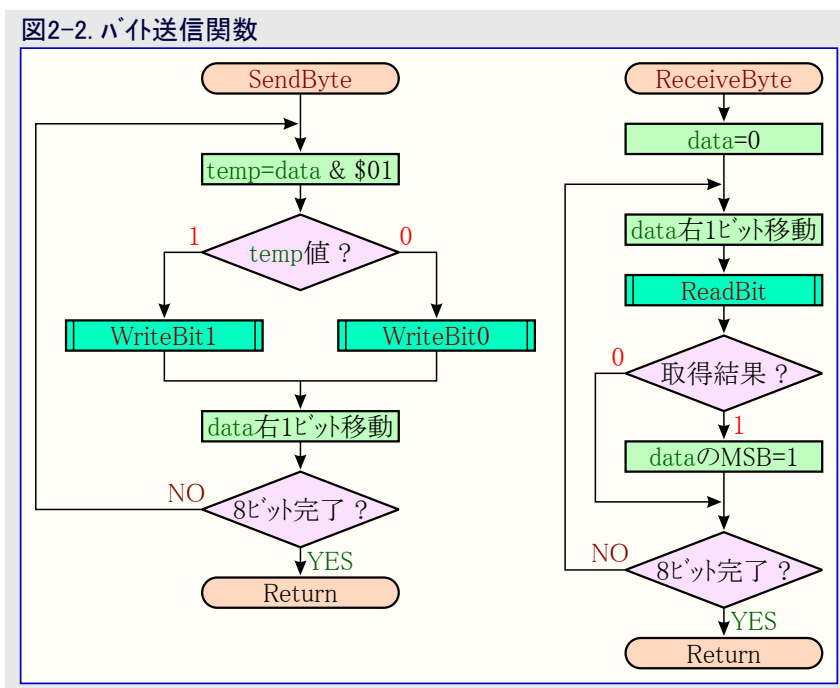 図2-2. バイト送信関数
SendByte
temp=data & $01
1
temp値 ?
0
WriteBit1
WriteBit0
data右1ビット移動
NO
8ビット完了 ?
YES
Return
ReceiveByte
data=0
data右1ビット移動
ReadBit
0
取得結果 ?
1
dataのMSB=1
NO
8ビット完了 ?
YES
Return